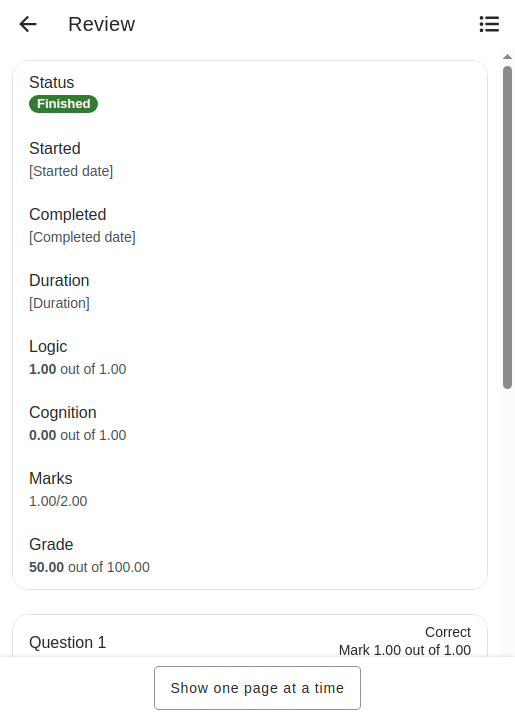 Review
Status
Finished
Started
[Started date]
Completed
[Completed date]
Duration
[Duration]
Logic
1.00 out of 1.00
Cognition
0.00 out of 1.00
Marks
1.00/2.00
Grade
50.00 out of 100.00
Question 1
Correct
Mark 1.00 out of 1.00
Show one page at a time